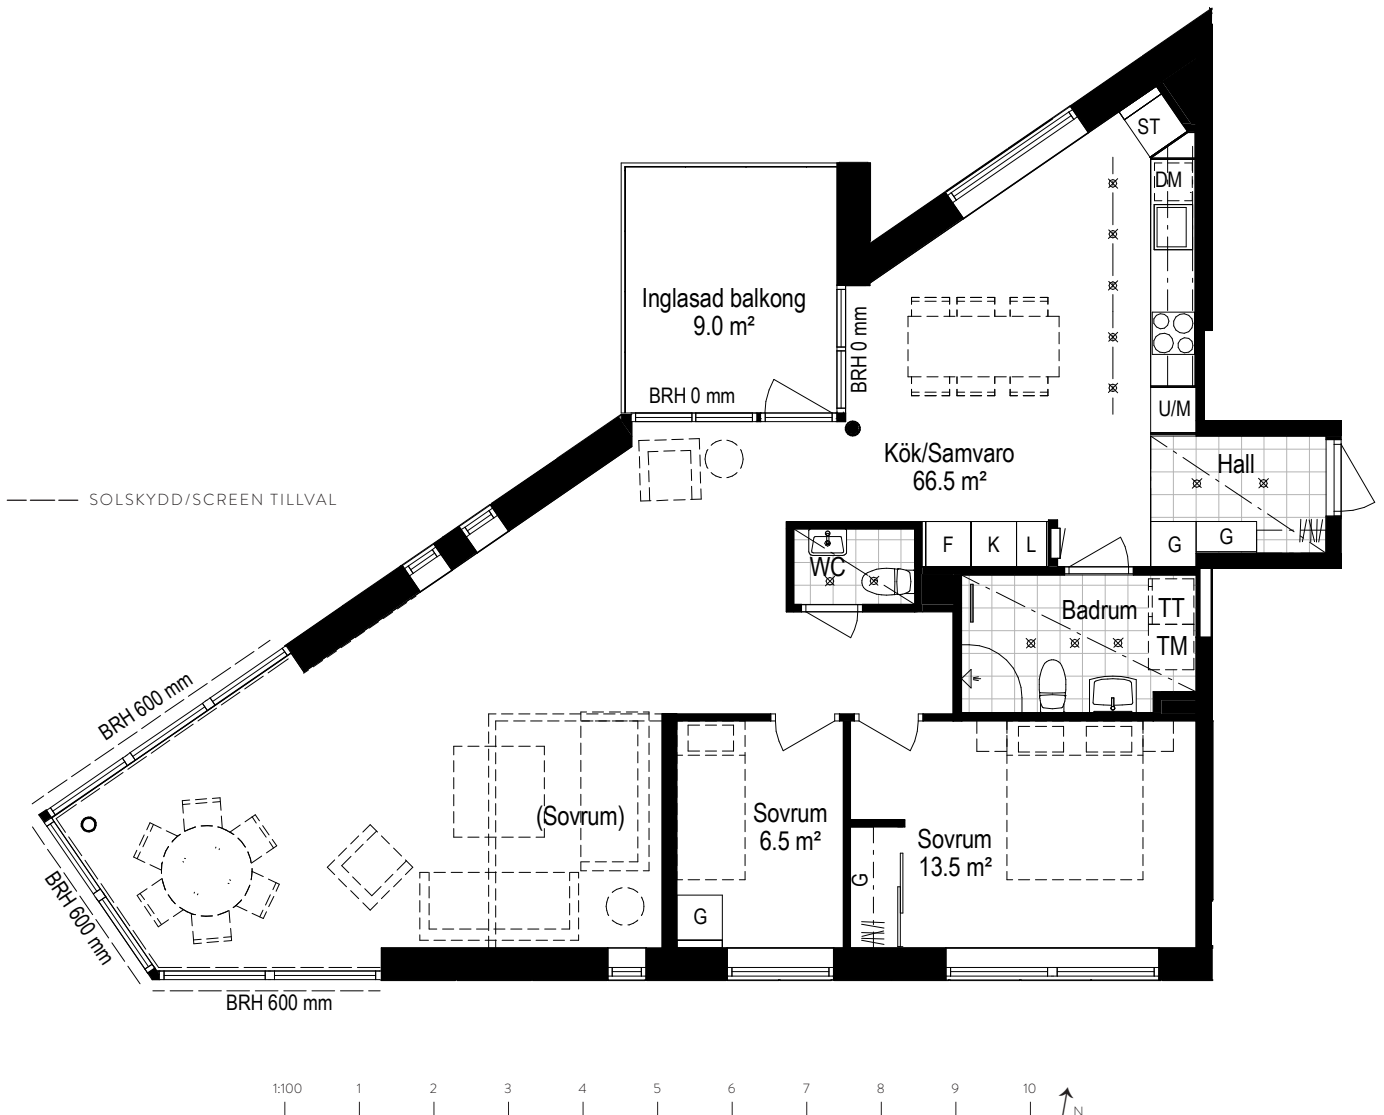 ST
DM
Inglasad balkong
9.0 m²
BRH 0 mm
BRH 0 mm
U/M
Kök/Samvaro
66.5 m²
Hall
SOLSKYDD/SCREEN TILLVAL
F
K
L
G
G
WC
Badrum
TT
TM
BRH 600 mm
(Sovrum)
Sovrum
6.5 m²
Sovrum
13.5 m²
G
G
BRH 600 mm
BRH 600 mm
1:100 1 2 3 4 5 6 7 8 9 10
N